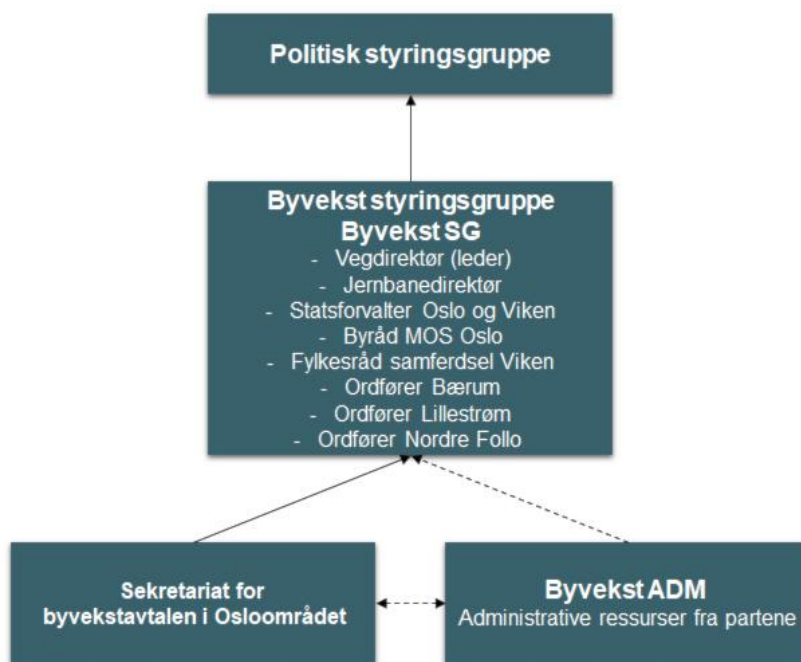 Politisk styringsgruppe
Byvekst styringsgruppe
Byvekst SG
- Vegdirektør (leder)
- Jernbanedirektør
- Statsforvalter Oslo og Viken
- Byråd MOS Oslo
- Fylkesråd samferdsel Viken
- Ordfører Bærum
- Ordfører Lillestrøm
- Ordfører Nordre Follo
Sekretariat for
byvekstavtalen i Osloområdet
Byvekst ADM
Administrative ressurser fra partene